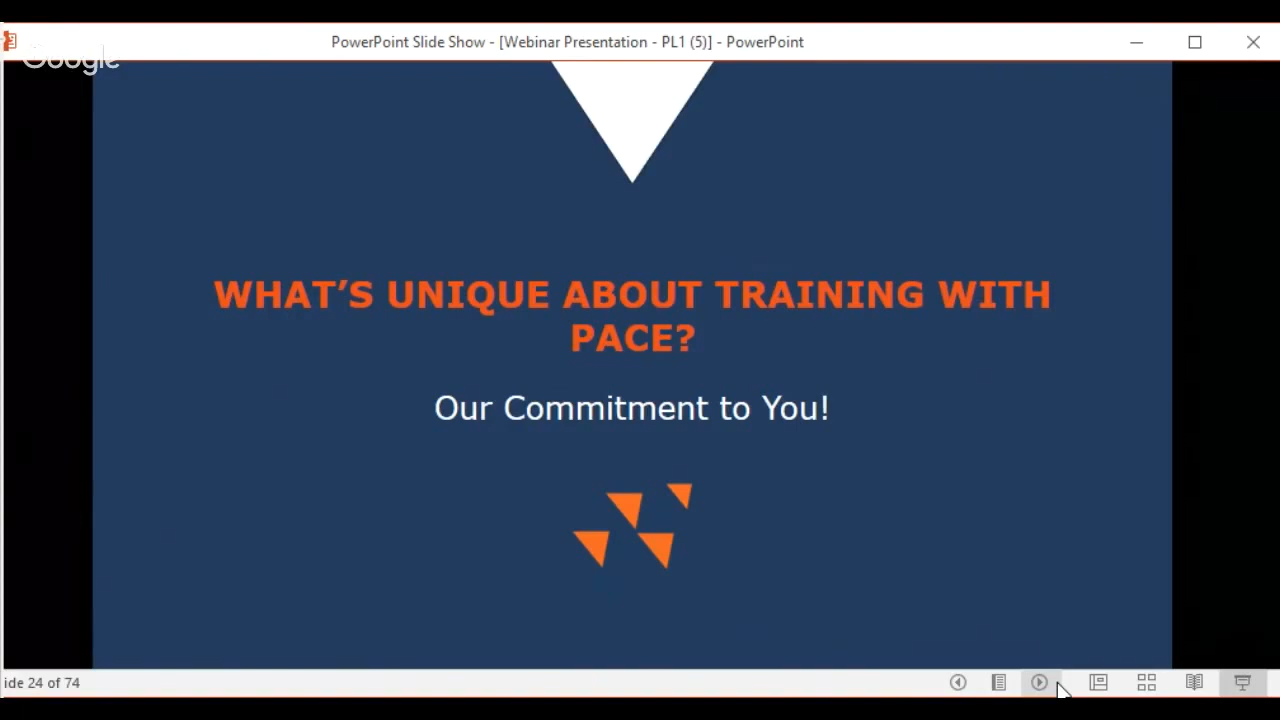 PowerPoint Slide Show - [Webinar Presentation - PL1 (5)] - PowerPoint
Google
WHAT’S UNIQUE ABOUT TRAINING WITH
PACE?
Our Commitment to You!
ide 24 of 74